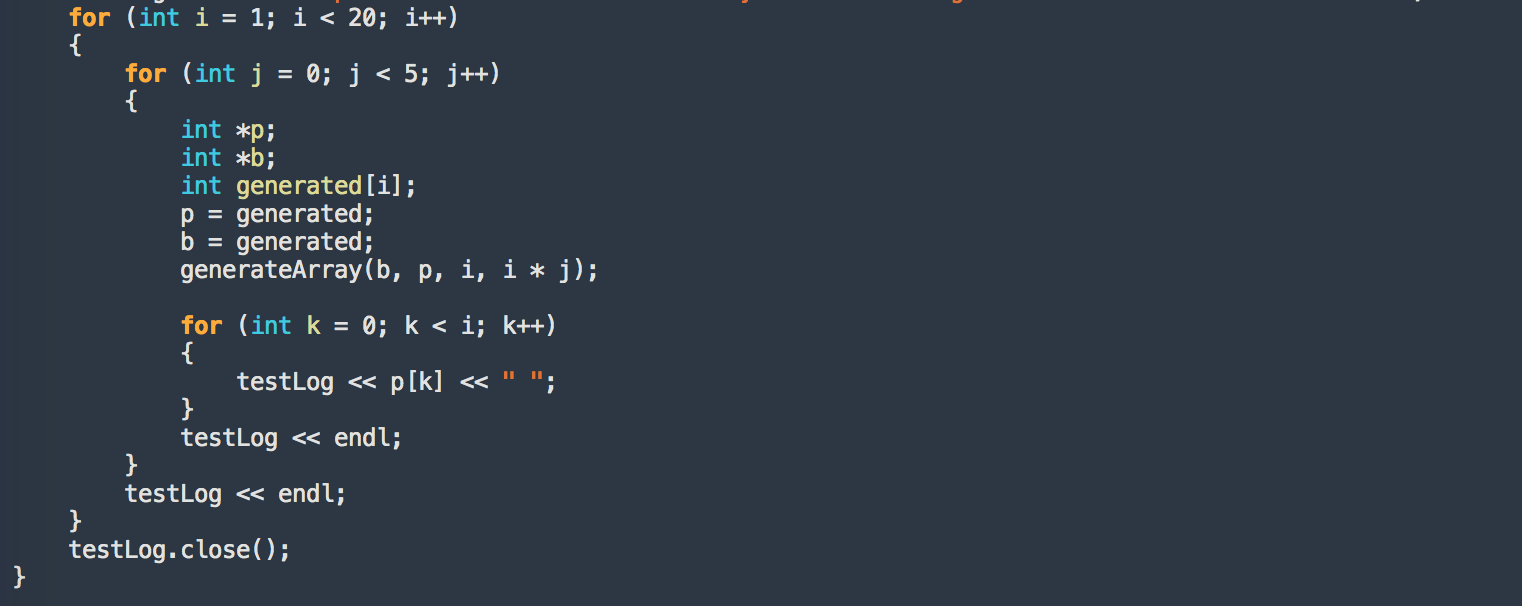 for (int i = 1; i < 20; i++)
{
for (int j = 0; j < 5; j++)
{
int *p;
int *b;
int generated[i];
p = generated;
b = generated;
generateArray(b, p, i, i * j);
for (int k = 0; k < i; k++)
{
testLog << p[k] << " ";
}
testLog << endl;
}
testLog << endl;
}
testLog.close();
}